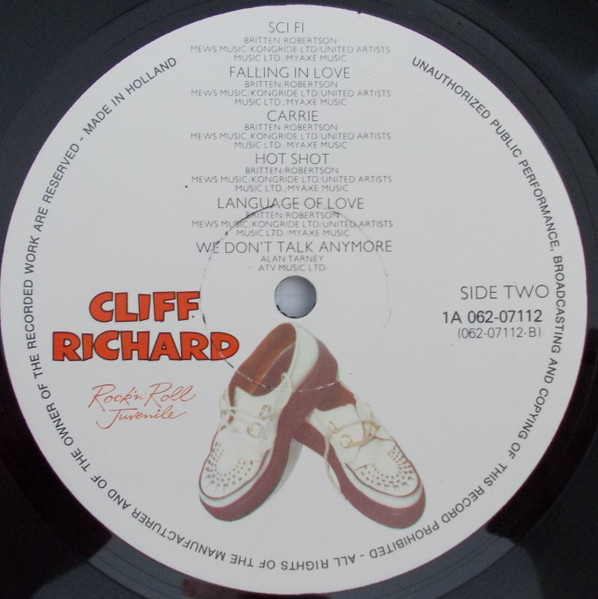 SCI FI
BRITTEN/ROBERTSON
MEWS MUSIC/KONGRIDE LTD/UNITED ARTISTS
MUSIC LTD./MYAXE MUSIC
FALLING IN LOVE
BRITTEN/ROBERTSON
MEWS MUSIC/KONGRIDE LTD/UNITED ARTISTS
MUSIC LTD./MYAXE MUSIC
CARRIE
BRITTEN/ROBERTSON
MEWS MUSIC/KONGRIDE LTD/UNITED ARTISTS
MUSIC LTD./MYAXE MUSIC
HOT SHOT
BRITTEN/ROBERTSON
MEWS MUSIC/KONGRIDE LTD/UNITED ARTISTS
MUSIC LTD./MYAXE MUSIC
LANGUAGE OF LOVE
BRITTEN/ROBERTSON
MEWS MUSIC/KONGRIDE LTD/UNITED ARTISTS
MUSIC LTD./MYAXE MUSIC
WE DON'T TALK ANYMORE
ALAN TARNEY
ATV MUSIC LTD.
SIDE TWO
1A 062-07112
(062-07112-B)
CLIFF
RICHARD
Rock'n Roll
Juvenile
UNAUTHORIZED PUBLIC PERFORMANCE, BROADCASTING AND COPYING OF THIS RECORD PROHIBITED - ALL RIGHTS OF THE MANUFACTURER AND OF THE OWNER OF THE RECORDED WORK ARE RESERVED - MADE IN HOLLAND